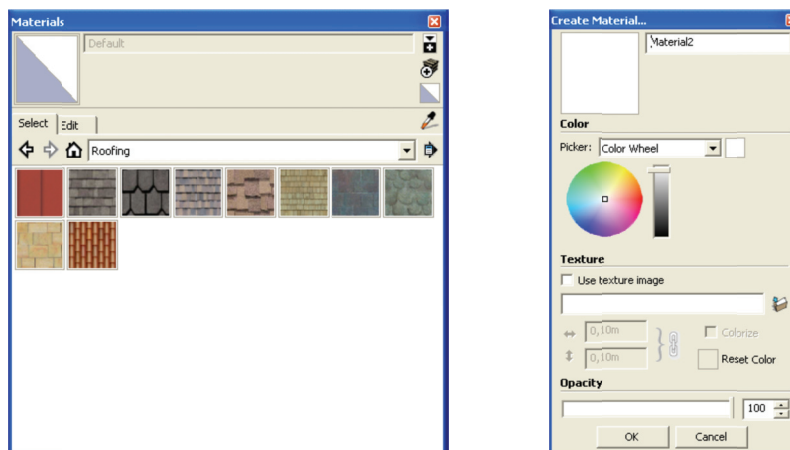 Materials
Default
Select Edit
Roofing
Create Material...
Material2
Color
Picker: Color Wheel
Texture
Use texture image
0,10m
Colorize
0,10m
Reset Color
Opacity
100
OK Cancel